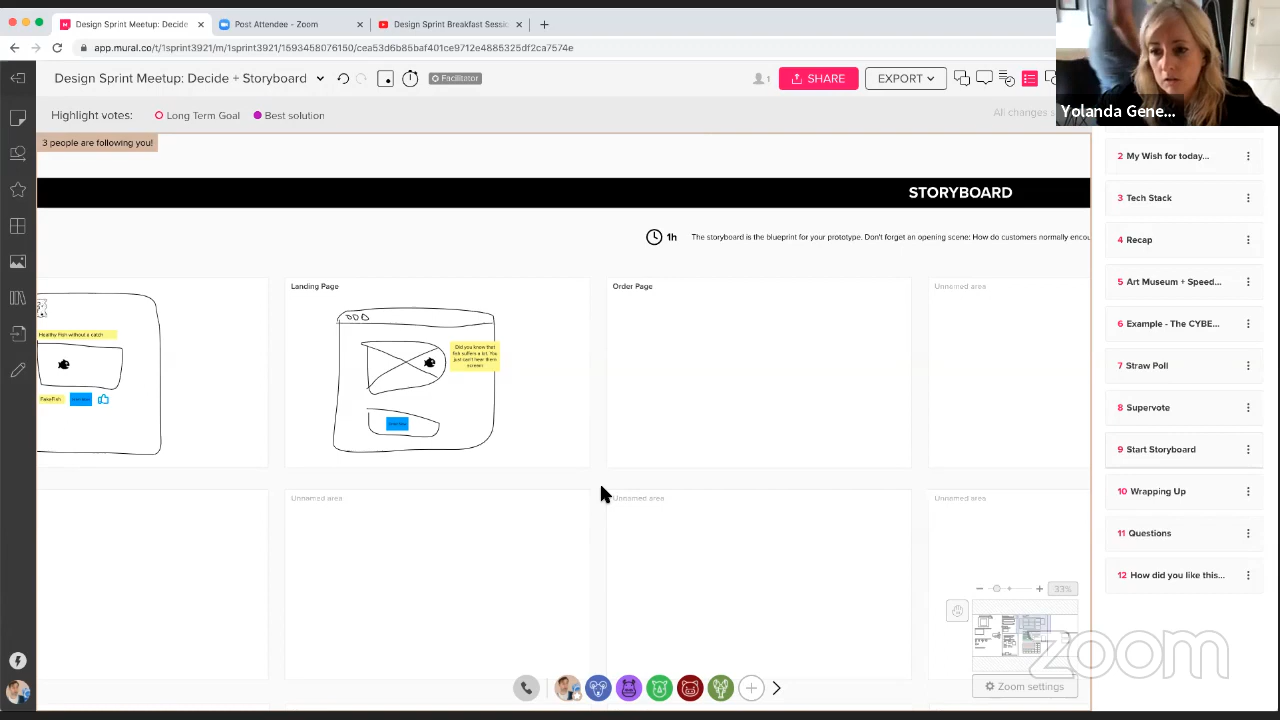 Design Sprint Meetup: Decide
Post Attendee - Zoom
Design Sprint Breakfast Sessi
app.mural.co/t/1sprint3921/m/1sprint3921/1593458076150/cea53d6b85baf401ce9712e4885325df2ca7574e
Design Sprint Meetup: Decide + Storyboard
Facilitator
1
SHARE
EXPORT
Yolanda Gene...
Highlight votes:
Long Term Goal
Best solution
All changes s
3 people are following you!
STORYBOARD
1h
The storyboard is the blueprint for your prototype. Don't forget an opening scene: How do customers normally encou
Landing Page
Order Page
Unnamed area
Healthy Fish without a catch
Did you know that
fish suffers a lot. You
just can't hear them
scream
FakeFish
Unnamed area
Unnamed area
Unnamed area
33%
Zoom settings
zoom
2 My Wish for today...
3 Tech Stack
4 Recap
5 Art Museum + Speed...
6 Example - The CYBE...
7 Straw Poll
8 Supervote
9 Start Storyboard
10 Wrapping Up
11 Questions
12 How did you like this...